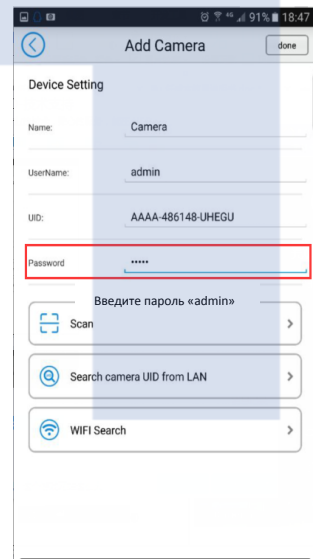 4G 91% 18:47
Add Camera done
Device Setting
Name: Camera
UserName: admin
UID: AAAA-486148-UHEGU
Password •••••
Введите пароль «admin»
Scan
Search camera UID from LAN
WIFI Search